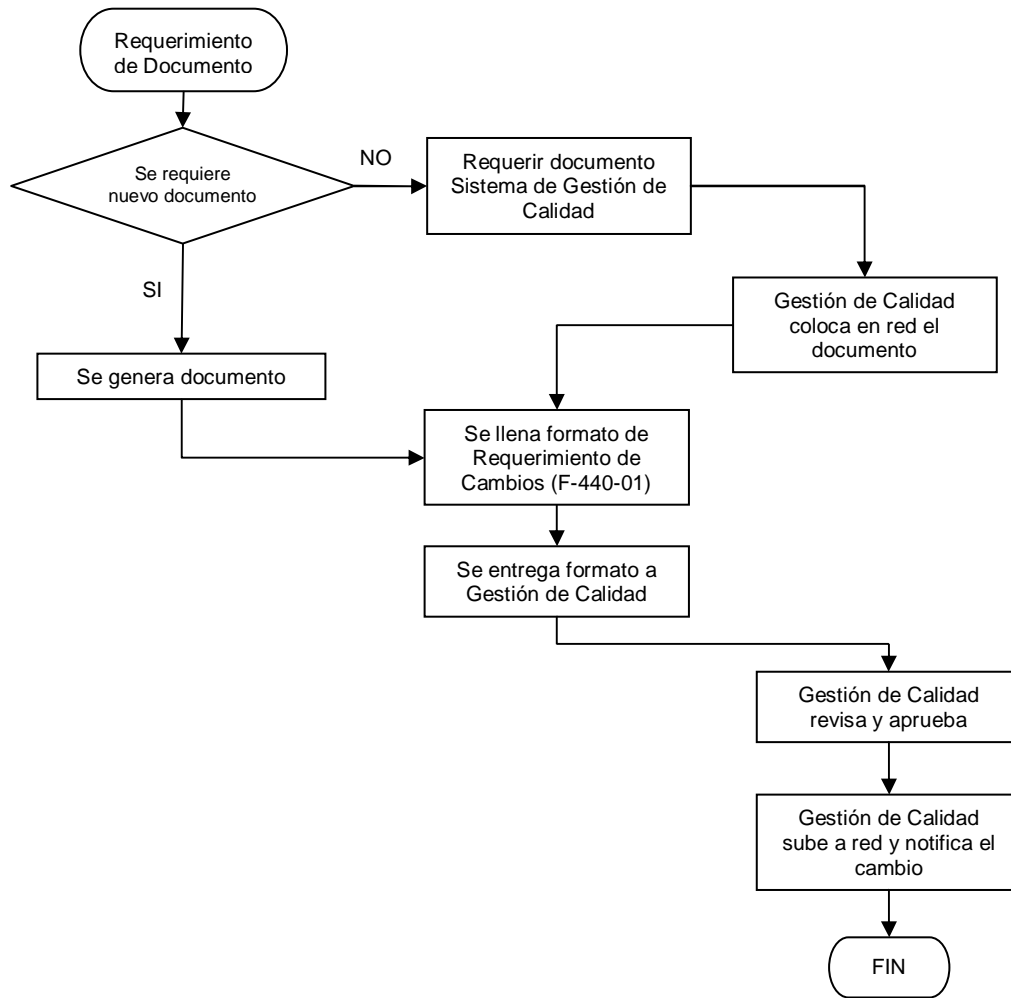 Requerimiento
de Documento
Se requiere
nuevo documento
NO
Requerir documento
Sistema de Gestión de
Calidad
SI
Gestión de Calidad
coloca en red el
documento
Se genera documento
Se llena formato de
Requerimiento de
Cambios (F-440-01)
Se entrega formato a
Gestión de Calidad
Gestión de Calidad
revisa y aprueba
Gestión de Calidad
sube a red y notifica el
cambio
FIN